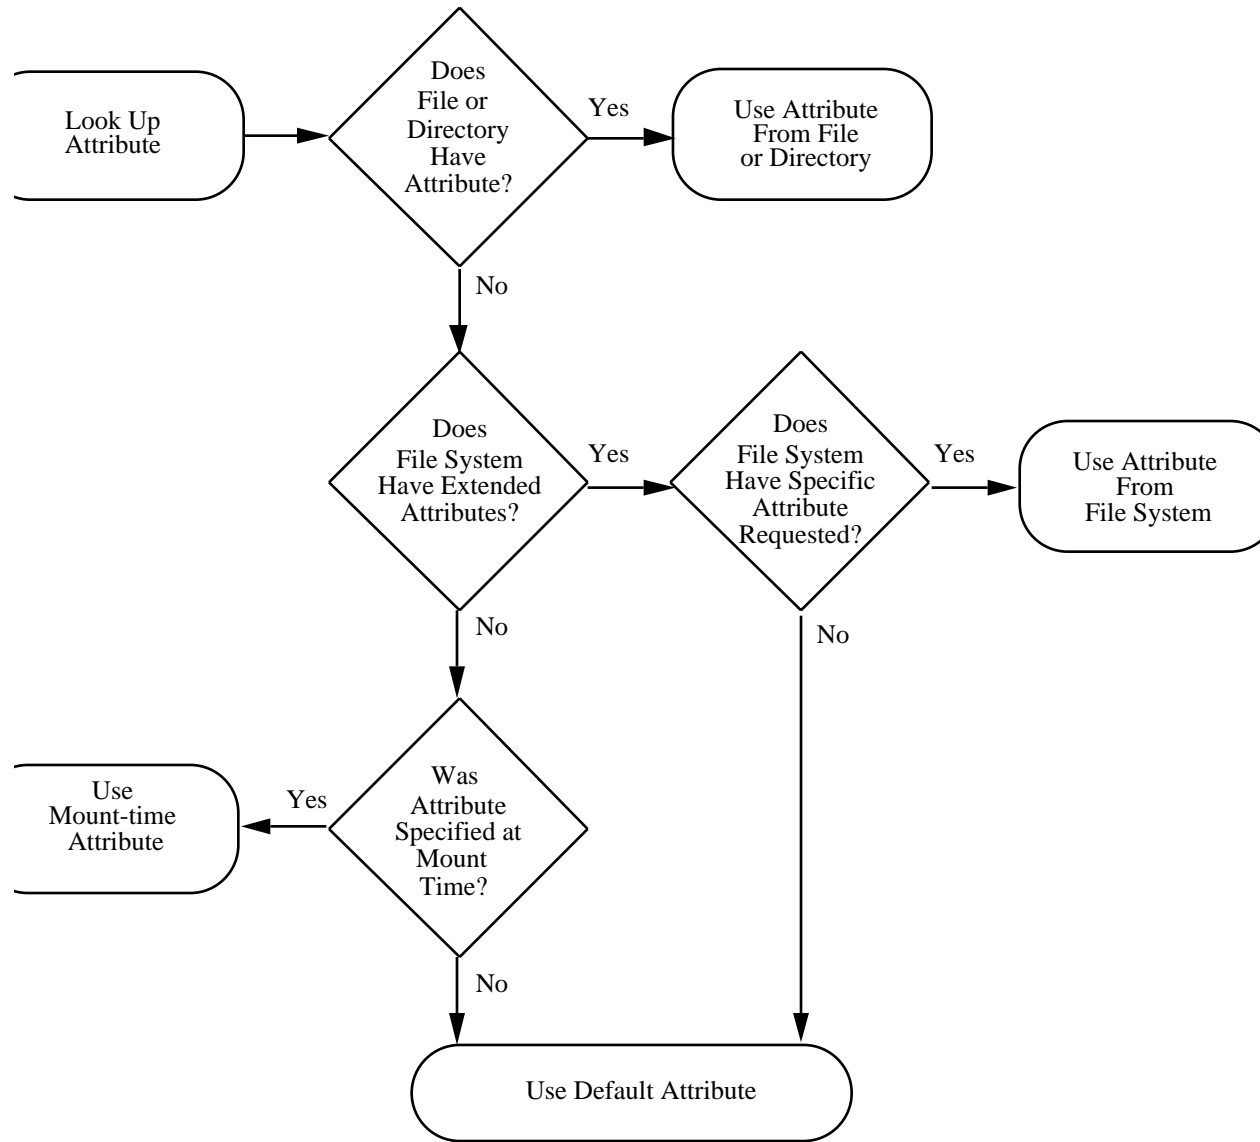 Look Up
Attribute
Does
File or
Directory
Have
Attribute?
Yes
Use Attribute
From File
or Directory
No
Does
File System
Have Extended
Attributes?
Yes
Does
File System
Have Specific
Attribute
Requested?
Yes
Use Attribute
From
File System
No
No
Was
Attribute
Specified at
Mount
Time?
Yes
Use
Mount-time
Attribute
No
Use Default Attribute